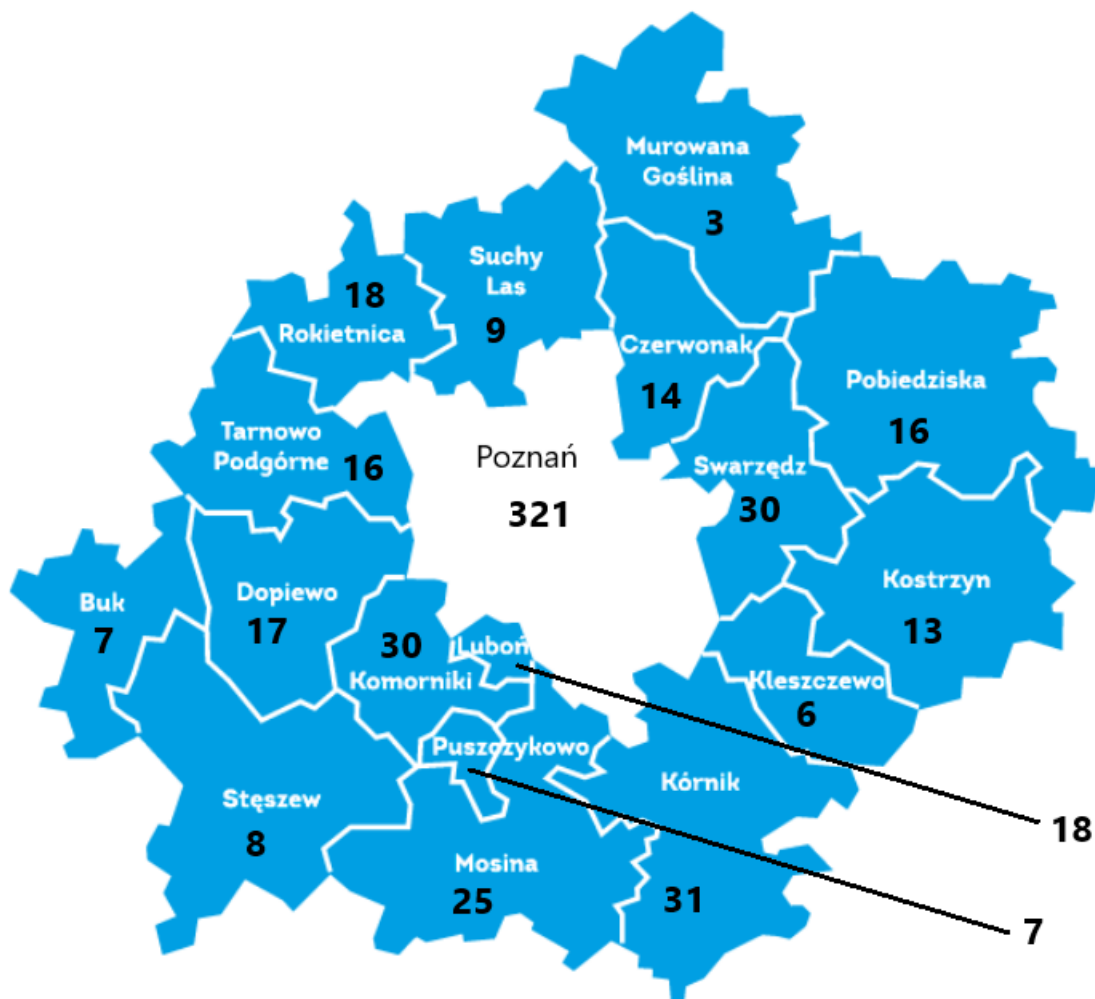 Murowana
Goślina
3
Suchy
Las
9
18
Rokietnica
Czerwonak
14
Pobiedziska
16
Tarnowo
Podgórne
16
Poznań
321
Swarzędz
30
Buk
7
Dopiewo
17
Kostrzyn
13
30
Komorniki
Luboń
Kleszczewo
6
Puszczykowo
Kórnik
Stęszew
8
18
Mosina
25
31
7